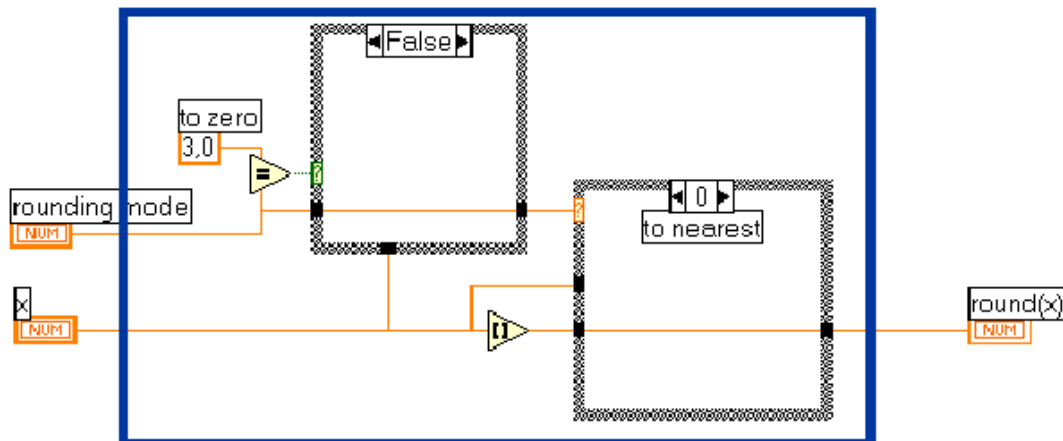 False
to zero
3,0
=
?
rounding mode
NUM
?
0
to nearest
x
NUM
[ ]
round(x)
NUM